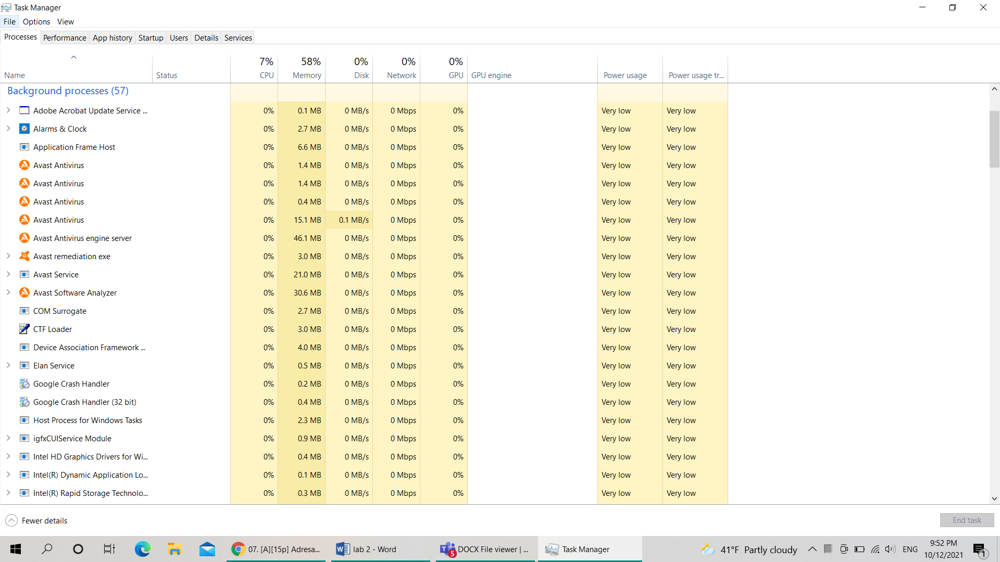 Task Manager
File Options View
Processes Performance App history Startup Users Details Services
7% 58% 0% 0% 0%
Name Status CPU Memory Disk Network GPU GPU engine Power usage Power usage tr...
Background processes (57)
Adobe Acrobat Update Service ... 0% 0.1 MB 0 MB/s 0 Mbps 0% Very low Very low
Alarms & Clock 0% 2.7 MB 0 MB/s 0 Mbps 0% Very low Very low
Application Frame Host 0% 6.6 MB 0 MB/s 0 Mbps 0% Very low Very low
Avast Antivirus 0% 1.4 MB 0 MB/s 0 Mbps 0% Very low Very low
Avast Antivirus 0% 1.4 MB 0 MB/s 0 Mbps 0% Very low Very low
Avast Antivirus 0% 0.4 MB 0 MB/s 0 Mbps 0% Very low Very low
Avast Antivirus 0% 15.1 MB 0.1 MB/s 0 Mbps 0% Very low Very low
Avast Antivirus engine server 0% 46.1 MB 0 MB/s 0 Mbps 0% Very low Very low
Avast remediation exe 0% 3.0 MB 0 MB/s 0 Mbps 0% Very low Very low
Avast Service 0% 21.0 MB 0 MB/s 0 Mbps 0% Very low Very low
Avast Software Analyzer 0% 30.6 MB 0 MB/s 0 Mbps 0% Very low Very low
COM Surrogate 0% 2.7 MB 0 MB/s 0 Mbps 0% Very low Very low
CTF Loader 0% 3.0 MB 0 MB/s 0 Mbps 0% Very low Very low
Device Association Framework ... 0% 4.0 MB 0 MB/s 0 Mbps 0% Very low Very low
Elan Service 0% 0.5 MB 0 MB/s 0 Mbps 0% Very low Very low
Google Crash Handler 0% 0.2 MB 0 MB/s 0 Mbps 0% Very low Very low
Google Crash Handler (32 bit) 0% 0.4 MB 0 MB/s 0 Mbps 0% Very low Very low
Host Process for Windows Tasks 0% 2.3 MB 0 MB/s 0 Mbps 0% Very low Very low
igfxCUIService Module 0% 0.9 MB 0 MB/s 0 Mbps 0% Very low Very low
Intel HD Graphics Drivers for Wi... 0% 0.4 MB 0 MB/s 0 Mbps 0% Very low Very low
Intel(R) Dynamic Application Lo... 0% 0.1 MB 0 MB/s 0 Mbps 0% Very low Very low
Intel(R) Rapid Storage Technolo... 0% 0.3 MB 0 MB/s 0 Mbps 0% Very low Very low
Fewer details End task
07. [A][15p] Adresa... lab 2 - Word 5 DOCX File viewer | ... Task Manager 41°F Partly cloudy ENG 9:52 PM
10/12/2021 1